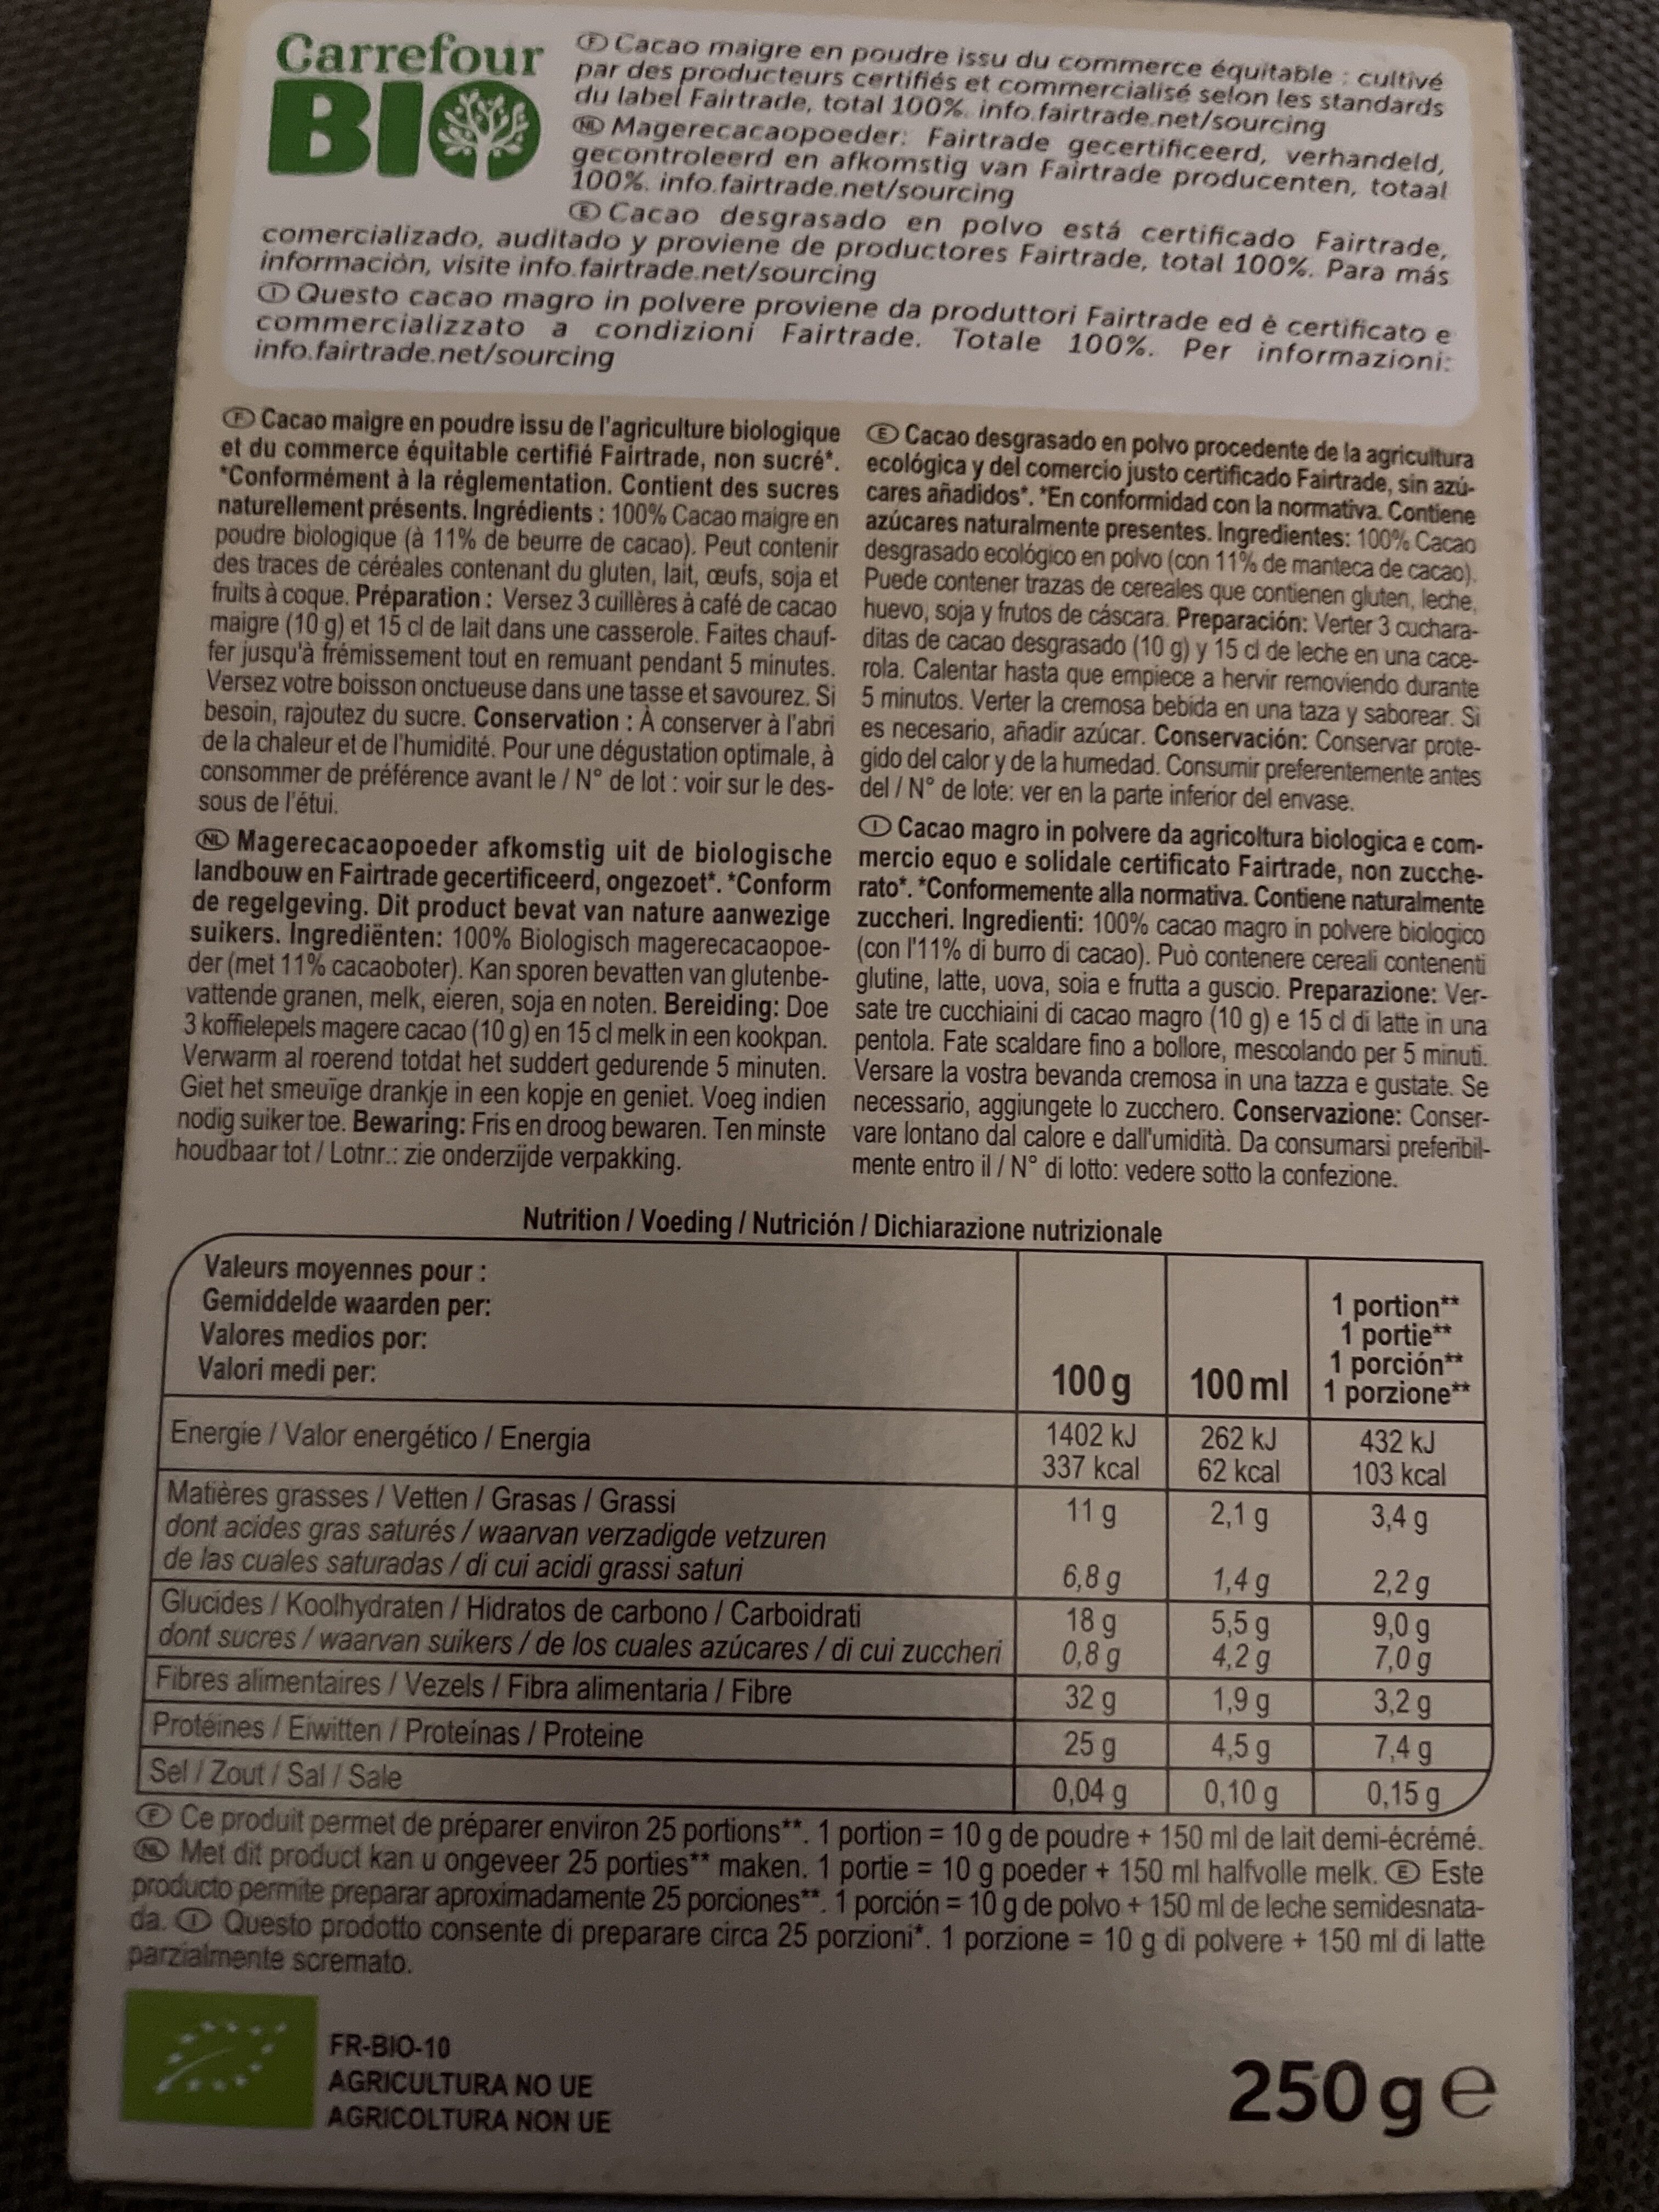 Carrefour
BIO
Ⓕ Cacao maigre en poudre issu du commerce équitable : cultivé
par des producteurs certifiés et commercialisé selon les standards
du label Fairtrade, total 100%. info.fairtrade.net/sourcing
NL Magerecacaopoeder: Fairtrade gecertificeerd, verhandeld,
gecontroleerd en afkomstig van Fairtrade producenten, totaal
100%. info.fairtrade.net/sourcing
Ⓔ Cacao desgrasado en polvo está certificado Fairtrade,
comercializado, auditado y proviene de productores Fairtrade, total 100%. Para más
información, visite info.fairtrade.net/sourcing
Ⓘ Questo cacao magro in polvere proviene da produttori Fairtrade ed è certificato e
commercializzato a condizioni Fairtrade. Totale 100%. Per informazioni:
info.fairtrade.net/sourcing
Ⓕ Cacao maigre en poudre issu de l'agriculture biologique
et du commerce équitable certifié Fairtrade, non sucré*.
*Conformément à la réglementation. Contient des sucres
naturellement présents. Ingrédients : 100% Cacao maigre en
poudre biologique (à 11% de beurre de cacao). Peut contenir
des traces de céréales contenant du gluten, lait, œufs, soja et
fruits à coque. Préparation : Versez 3 cuillères à café de cacao
maigre (10 g) et 15 cl de lait dans une casserole. Faites chauf-
fer jusqu'à frémissement tout en remuant pendant 5 minutes.
Versez votre boisson onctueuse dans une tasse et savourez. Si
besoin, rajoutez du sucre. Conservation : À conserver à l'abri
de la chaleur et de l'humidité. Pour une dégustation optimale, à
consommer de préférence avant le / N° de lot : voir sur le des-
sous de l'étui.
NL Magerecacaopoeder afkomstig uit de biologische
landbouw en Fairtrade gecertificeerd, ongezoet*. *Conform
de regelgeving. Dit product bevat van nature aanwezige
suikers. Ingrediënten: 100% Biologisch magerecacaopoe-
der (met 11% cacaoboter). Kan sporen bevatten van glutenbe-
vattende granen, melk, eieren, soja en noten. Bereiding: Doe
3 koffielepels magere cacao (10 g) en 15 cl melk in een kookpan.
Verwarm al roerend totdat het suddert gedurende 5 minuten.
Giet het smeuïge drankje in een kopje en geniet. Voeg indien
nodig suiker toe. Bewaring: Fris en droog bewaren. Ten minste
houdbaar tot / Lotnr.: zie onderzijde verpakking.
Ⓔ Cacao desgrasado en polvo procedente de la agricultura
ecológica y del comercio justo certificado Fairtrade, sin azú-
cares añadidos*. *En conformidad con la normativa. Contiene
azúcares naturalmente presentes. Ingredientes: 100% Cacao
desgrasado ecológico en polvo (con 11% de manteca de cacao).
Puede contener trazas de cereales que contienen gluten, leche,
huevo, soja y frutos de cáscara. Preparación: Verter 3 cuchara-
ditas de cacao desgrasado (10 g) y 15 cl de leche en una cace-
rola. Calentar hasta que empiece a hervir removiendo durante
5 minutos. Verter la cremosa bebida en una taza y saborear. Si
es necesario, añadir azúcar. Conservación: Conservar prote-
gido del calor y de la humedad. Consumir preferentemente antes
del / N° de lote: ver en la parte inferior del envase.
Ⓘ Cacao magro in polvere da agricoltura biologica e com-
mercio equo e solidale certificato Fairtrade, non zucche-
rato*. *Conformemente alla normativa. Contiene naturalmente
zuccheri. Ingredienti: 100% cacao magro in polvere biologico
(con l'11% di burro di cacao). Può contenere cereali contenenti
glutine, latte, uova, soia e frutta a guscio. Preparazione: Ver-
sate tre cucchiaini di cacao magro (10 g) e 15 cl di latte in una
pentola. Fate scaldare fino a bollore, mescolando per 5 minuti.
Versare la vostra bevanda cremosa in una tazza e gustate. Se
necessario, aggiungete lo zucchero. Conservazione: Conser-
vare lontano dal calore e dall'umidità. Da consumarsi preferibil-
mente entro il / N° di lotto: vedere sotto la confezione.
Nutrition / Voeding / Nutrición / Dichiarazione nutrizionale
Valeurs moyennes pour :
Gemiddelde waarden per:
Valores medios por:
Valori medi per:
100 g 100 ml
1 portion**
1 portie**
1 porción**
1 porzione**
Energie / Valor energético / Energia 1402 kJ 262 kJ 432 kJ
337 kcal 62 kcal 103 kcal
Matières grasses / Vetten / Grasas / Grassi 11 g 2,1 g 3,4 g
dont acides gras saturés / waarvan verzadigde vetzuren
de las cuales saturadas / di cui acidi grassi saturi 6,8 g 1,4 g 2,2 g
Glucides / Koolhydraten / Hidratos de carbono / Carboidrati 18 g 5,5 g 9,0 g
dont sucres / waarvan suikers / de los cuales azúcares / di cui zuccheri 0,8 g 4,2 g 7,0 g
Fibres alimentaires / Vezels / Fibra alimentaria / Fibre 32 g 1,9 g 3,2 g
Protéines / Eiwitten / Proteínas / Proteine 25 g 4,5 g 7,4 g
Sel / Zout / Sal / Sale 0,04 g 0,10 g 0,15 g
Ⓕ Ce produit permet de préparer environ 25 portions**. 1 portion = 10 g de poudre + 150 ml de lait demi-écrémé.
NL Met dit product kan u ongeveer 25 porties** maken. 1 portie = 10 g poeder + 150 ml halfvolle melk. Ⓔ Este
producto permite preparar aproximadamente 25 porciones**. 1 porción = 10 g de polvo + 150 ml de leche semidesnata-
da. Ⓘ Questo prodotto consente di preparare circa 25 porzioni*. 1 porzione = 10 g di polvere + 150 ml di latte
parzialmente scremato.
FR-BIO-10
AGRICULTURA NO UE
AGRICOLTURA NON UE
250 g e